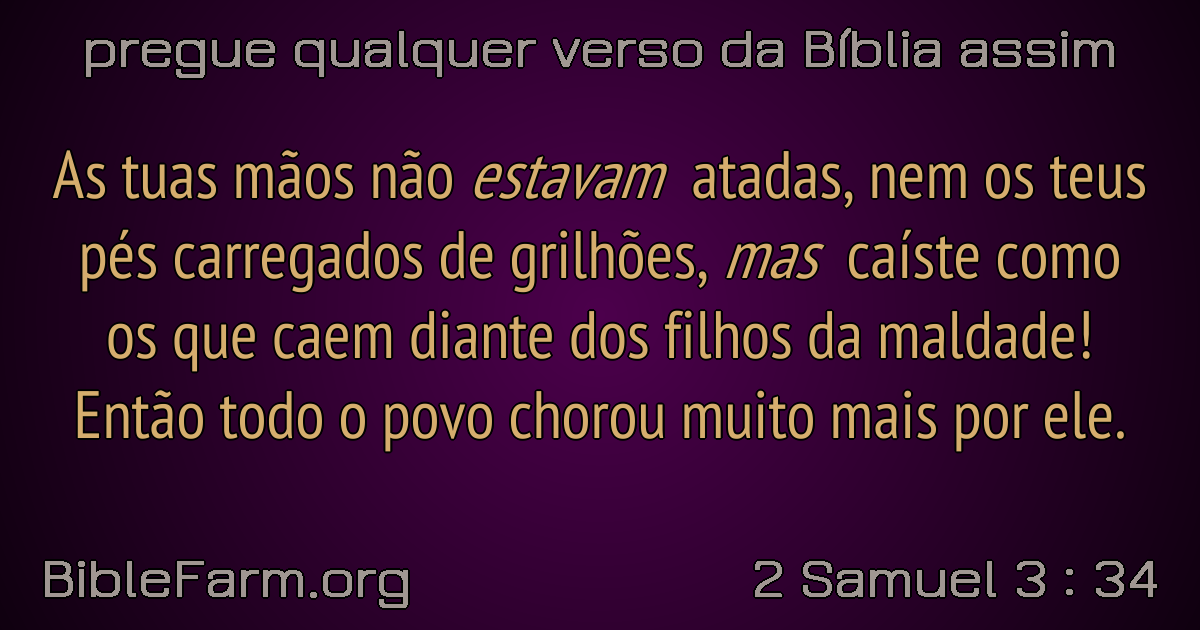 pregue qualquer verso da Bíblia assim
As tuas mãos não estavam atadas, nem os teus
pés carregados de grilhões, mas caíste como
os que caem diante dos filhos da maldade!
Então todo o povo chorou muito mais por ele.
BibleFarm.org
2 Samuel 3 : 34